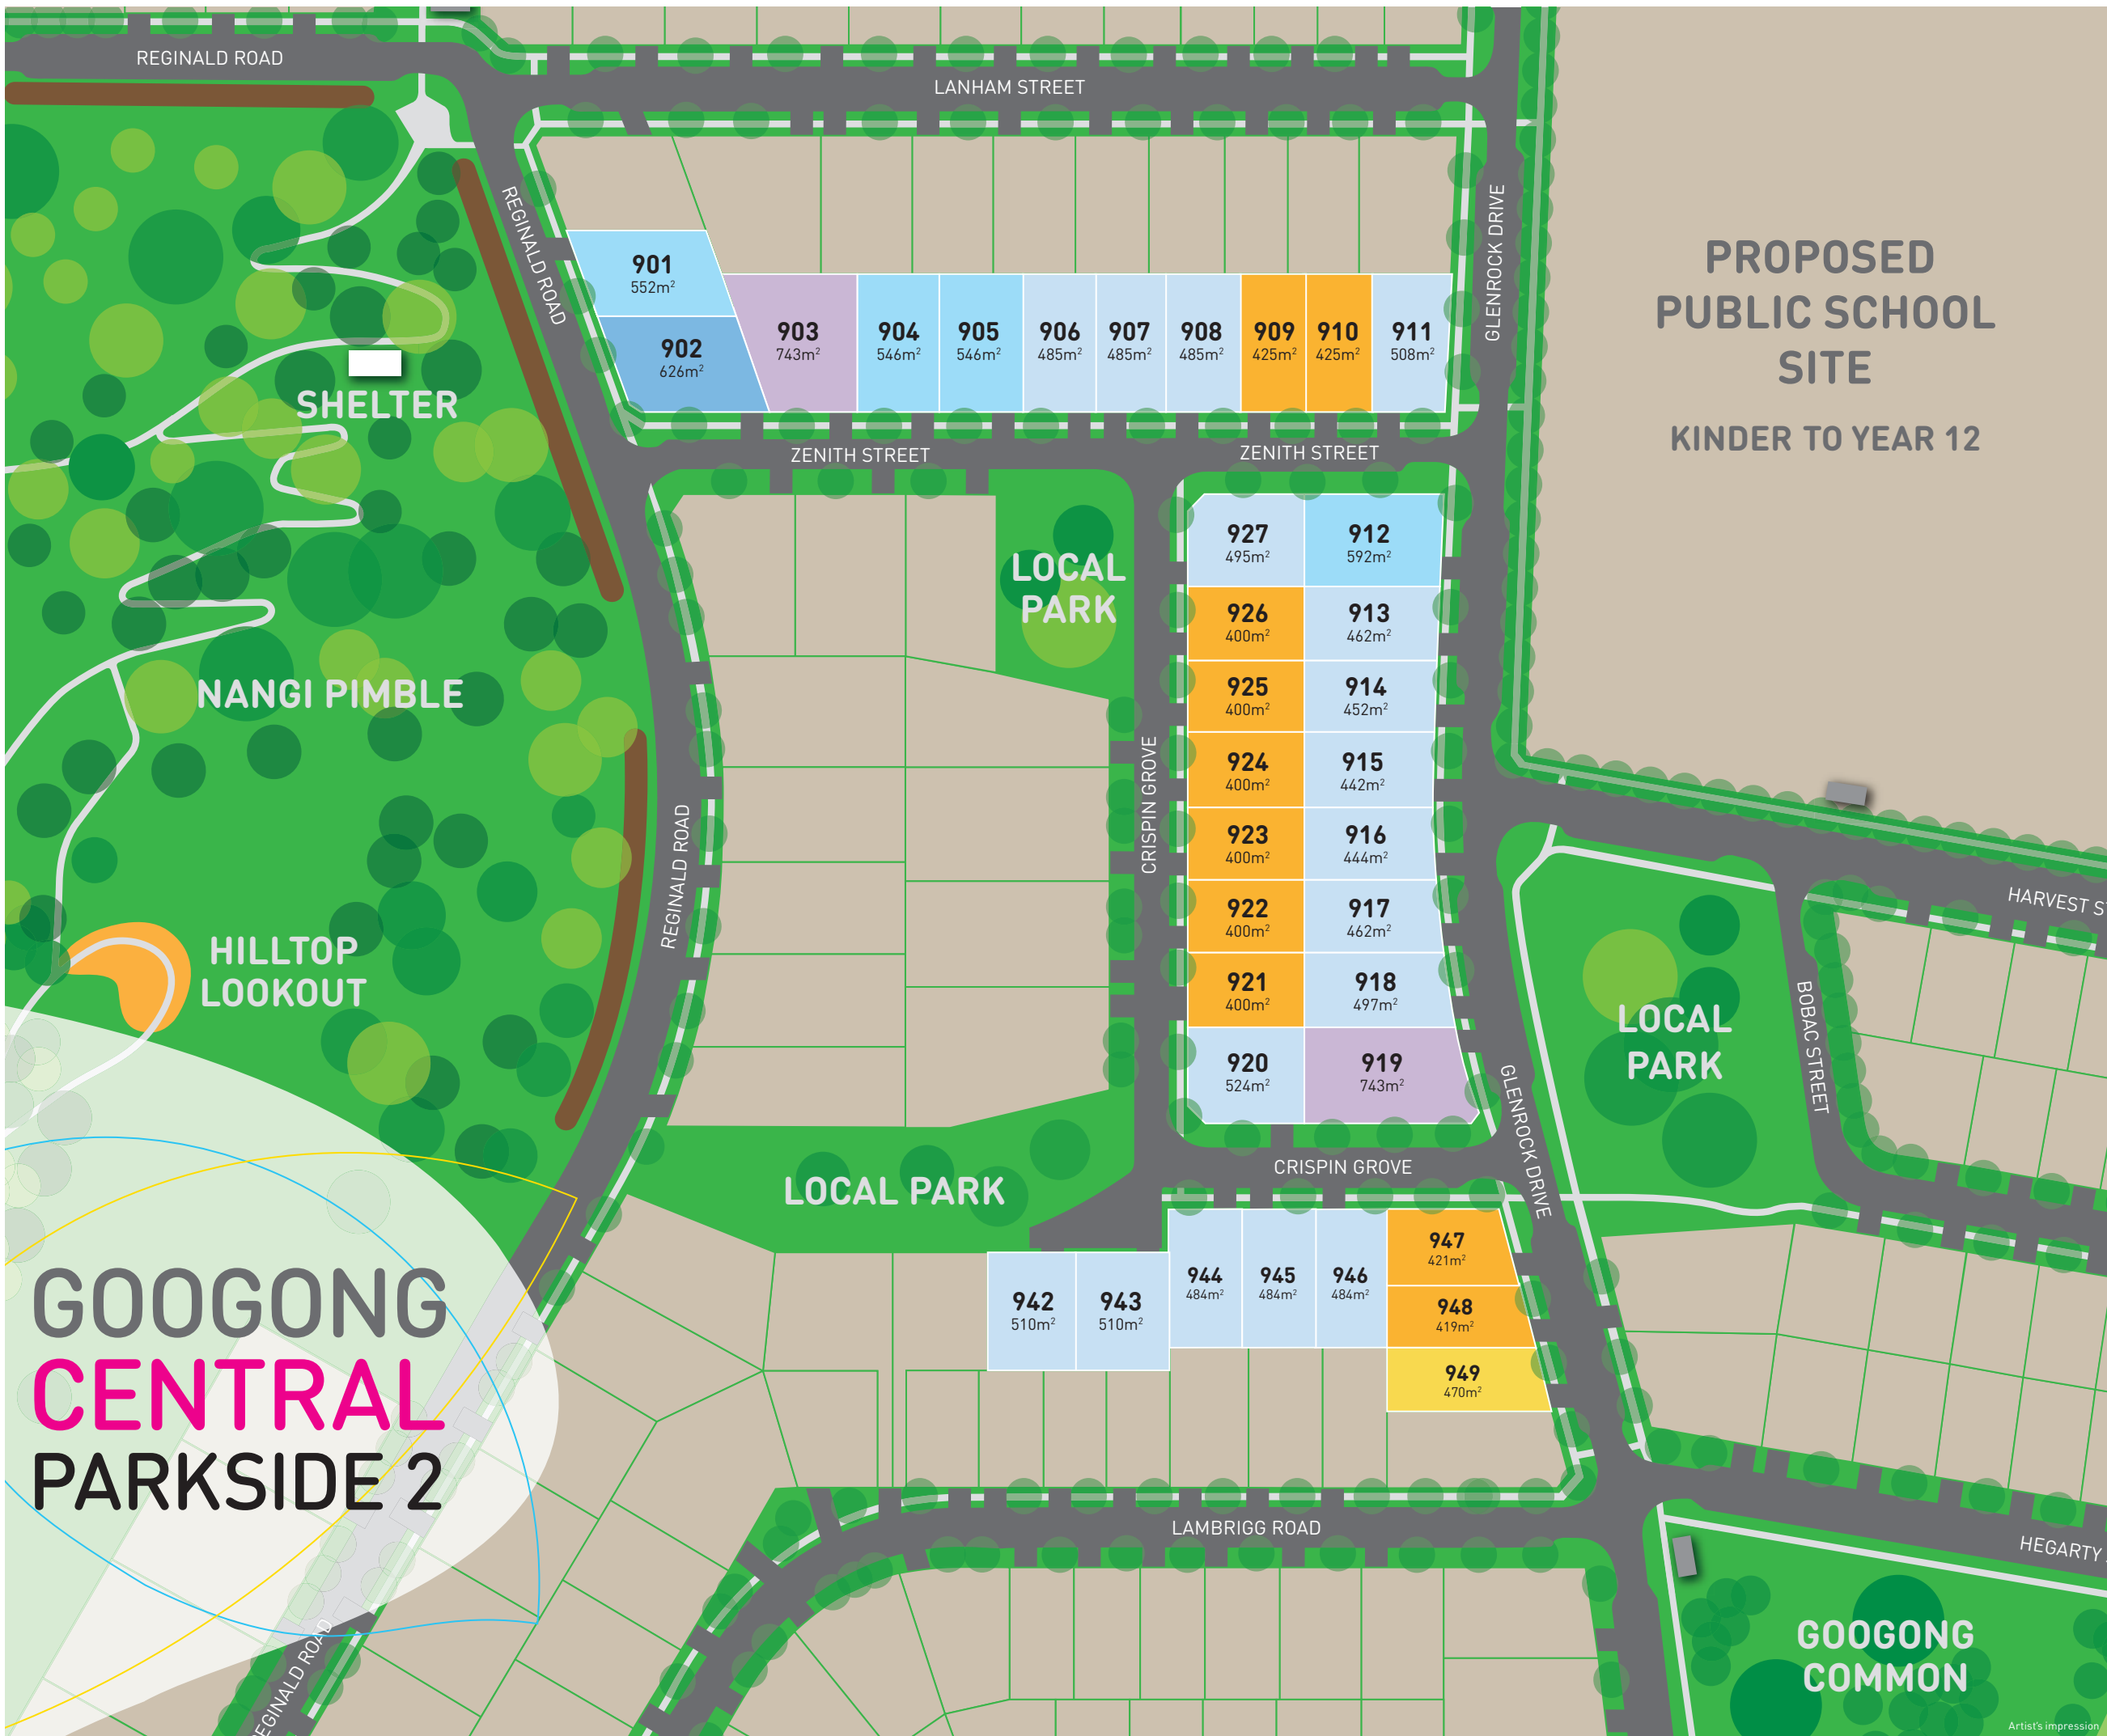 REGINALD ROAD
LANHAM STREET
REGINALD ROAD
GLENROCK DRIVE
PROPOSED
PUBLIC SCHOOL
SITE
KINDER TO YEAR 12
901
552m²
902
626m²
903
743m²
904
546m²
905
546m²
906
485m²
907
485m²
908
485m²
909
425m²
910
425m²
911
508m²
SHELTER
ZENITH STREET
ZENITH STREET
LOCAL
PARK
927
495m²
912
592m²
926
400m²
913
462m²
925
400m²
914
452m²
924
400m²
915
442m²
923
400m²
916
444m²
922
400m²
917
462m²
921
400m²
918
497m²
920
524m²
919
743m²
NANGI PIMBLE
CRISPIN GROVE
REGINALD ROAD
HARVEST ST
HILLTOP
LOOKOUT
LOCAL
PARK
BOBAC STREET
GLENROCK DRIVE
CRISPIN GROVE
LOCAL PARK
942
510m²
943
510m²
944
484m²
945
484m²
946
484m²
947
421m²
948
419m²
949
470m²
GOOGONG
CENTRAL
PARKSIDE 2
LAMBRIGG ROAD
HEGARTY
REGINALD ROAD
GOOGONG
COMMON
Artist's impression